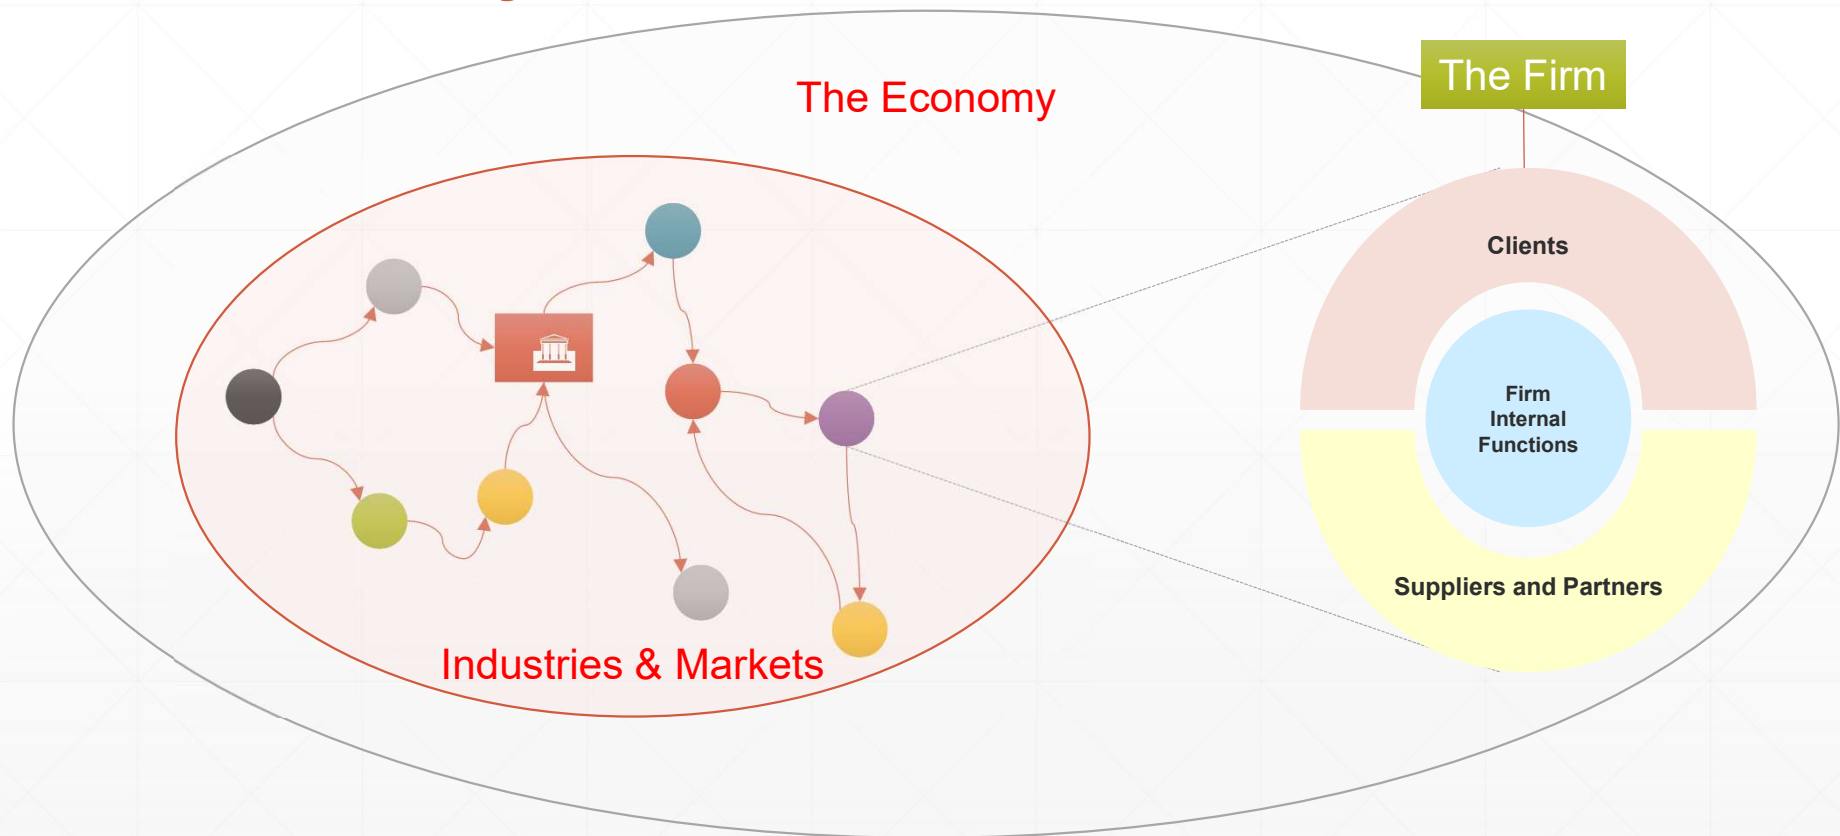 The Economy
The Firm
Clients
Firm
Internal
Functions
Suppliers and Partners
Industries & Markets